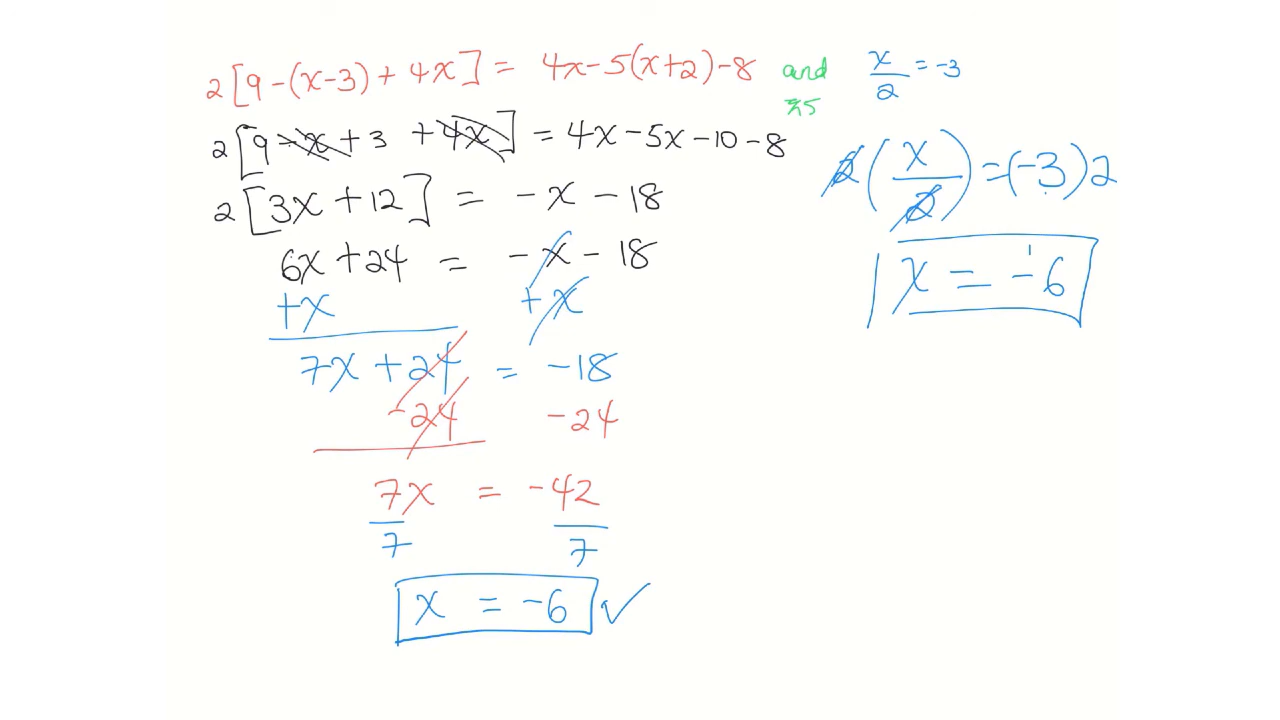 2[9-(x-3)+4x] = 4x-5(x+2)-8 and x/2 = -3
2[9-x+3+4x] = 4x-5x-10-8
2(x/2) = (-3)2
2[3x+12] = -x-18
6x+24 = -x-18
x = -6
+x +x
7x+24 = -18
-24 -24
7x = -42
7 7
x = -6 ✓